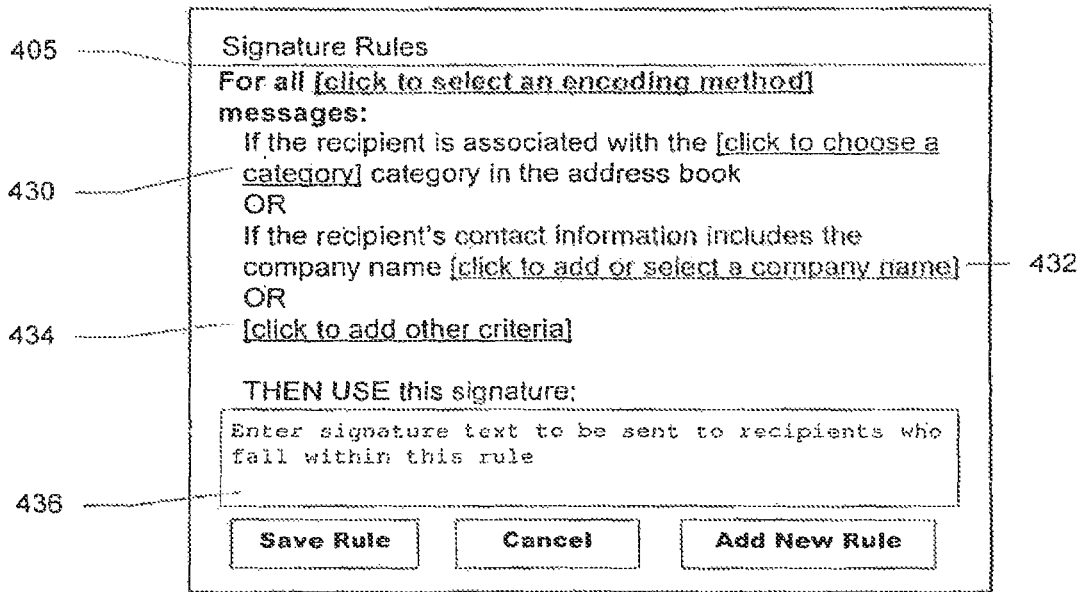 405
Signature Rules
For all [click to select an encoding method]
messages:
If the recipient is associated with the [click to choose a
category] category in the address book
430
OR
If the recipient's contact information includes the
company name [click to add or select a company name]
432
OR
434
[click to add other criteria]
THEN USE this signature:
Enter signature text to be sent to recipients who
fall within this rule
436
Save Rule
Cancel
Add New Rule